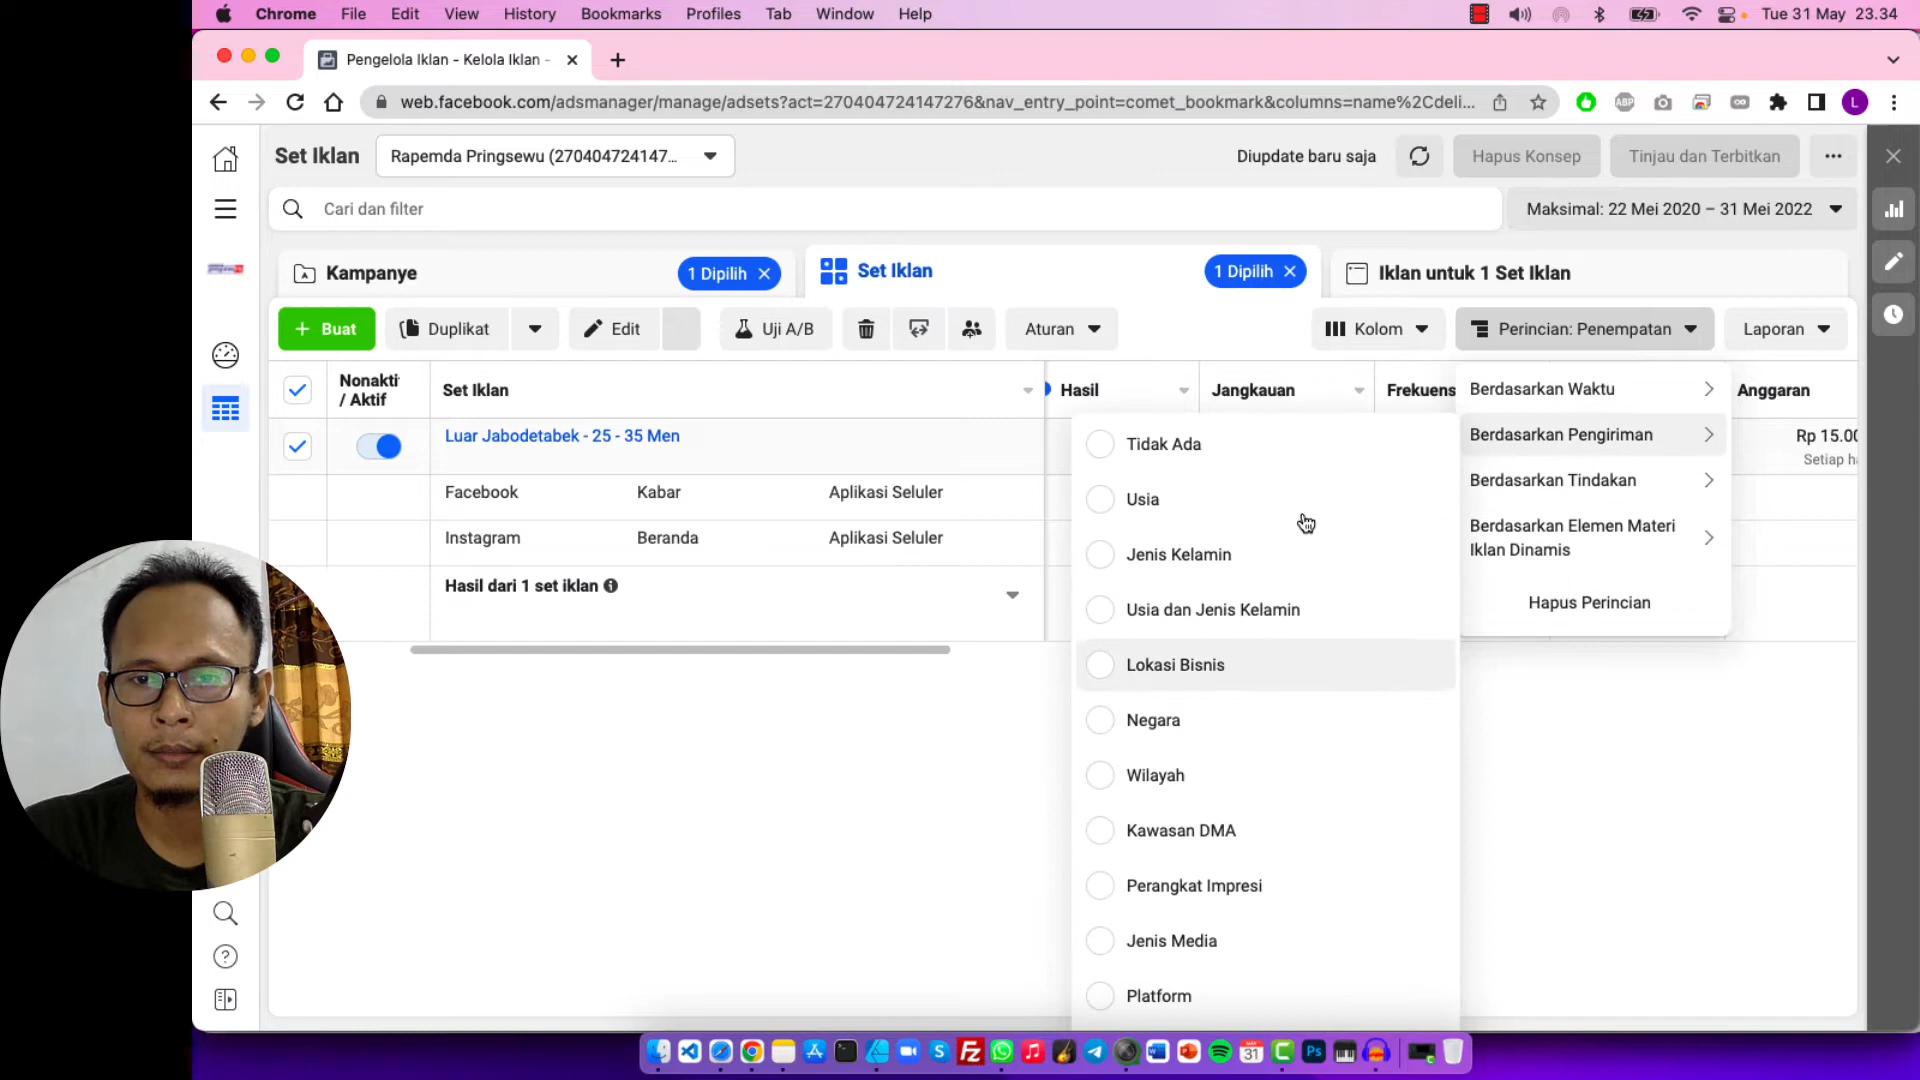 Chrome File Edit View History Bookmarks Profiles Tab Window Help Tue 31 May 23.34
Pengelola Iklan - Kelola Iklan -
web.facebook.com/adsmanager/manage/adsets?act=270404724147276&nav_entry_point=comet_bookmark&columns=name%2Cdeli...
ABP
L
Set Iklan
Rapemda Pringsewu (270404724147...
Diupdate baru saja
Hapus Konsep
Tinjau dan Terbitkan
Cari dan filter
Maksimal: 22 Mei 2020 – 31 Mei 2022
Kampanye
1 Dipilih
Set Iklan
1 Dipilih
Iklan untuk 1 Set Iklan
+ Buat
Duplikat
Edit
Uji A/B
Aturan
Kolom
Perincian: Penempatan
Laporan
Nonakti
/ Aktif
Set Iklan
Hasil
Jangkauan
Frekuens
Anggaran
Luar Jabodetabek - 25 - 35 Men
Rp 15.00
Setiap ha
Facebook Kabar Aplikasi Seluler
Instagram Beranda Aplikasi Seluler
Hasil dari 1 set iklan
Berdasarkan Waktu
Berdasarkan Pengiriman
Berdasarkan Tindakan
Berdasarkan Elemen Materi
Iklan Dinamis
Hapus Perincian
Tidak Ada
Usia
Jenis Kelamin
Usia dan Jenis Kelamin
Lokasi Bisnis
Negara
Wilayah
Kawasan DMA
Perangkat Impresi
Jenis Media
Platform